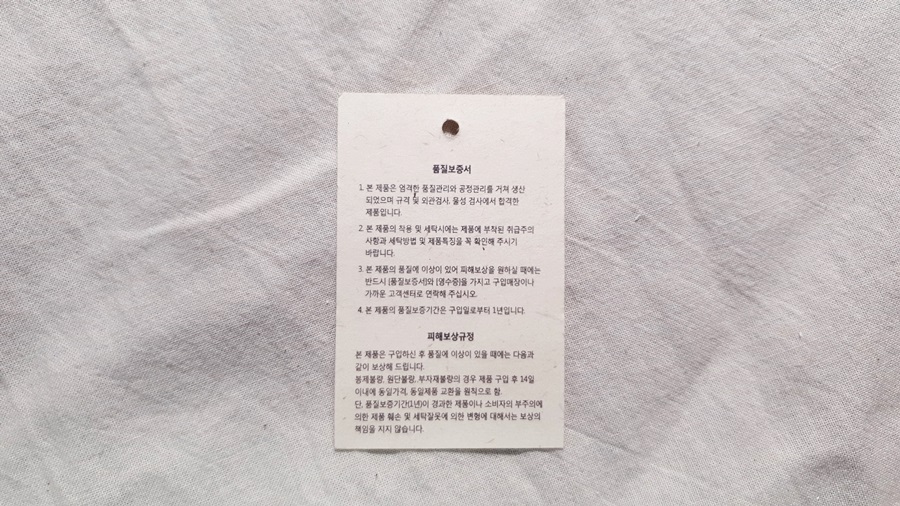 품질보증서
1. 본 제품은 엄격한 품질관리와 공정관리를 거쳐 생산
되었으며 규격 및 외관검사, 물성 검사에서 합격한
제품입니다.
2. 본 제품의 착용 및 세탁시에는 제품에 부착된 취급주의
사항과 세탁방법 및 제품특징을 꼭 확인해 주시기
바랍니다.
3. 본 제품의 품질에 이상이 있어 피해보상을 원하실 때에는
반드시 [품질보증서]와 [영수증]을 가지고 구입매장이나
가까운 고객센터로 연락해 주십시오.
4. 본 제품의 품질보증기간은 구입일로부터 1년입니다.
피해보상규정
본 제품은 구입하신 후 품질에 이상이 있을 때에는 다음과
같이 보상해 드립니다.
봉제불량, 원단불량, 부자재불량의 경우 제품 구입 후 14일
이내에 동일가격, 동일제품 교환을 원칙으로 함.
단, 품질보증기간(1년)이 경과한 제품이나 소비자의 부주의에
의한 제품 훼손 및 세탁잘못에 의한 변형에 대해서는 보상의
책임을 지지 않습니다.